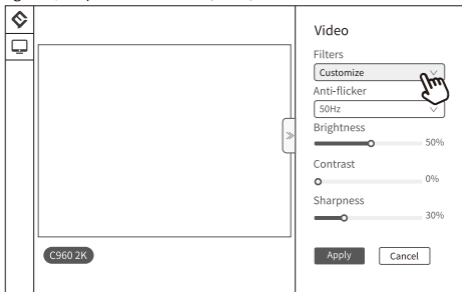 Video
Filters
Customize
Anti-flicker
50Hz
Brightness
50%
Contrast
0%
Sharpness
30%
C960 2K
Apply
Cancel